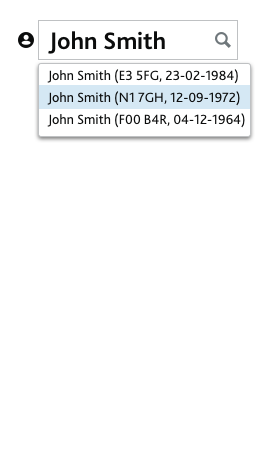 John Smith
John Smith (E3 5FG, 23-02-1984)
John Smith (N1 7GH, 12-09-1972)
John Smith (F00 B4R, 04-12-1964)